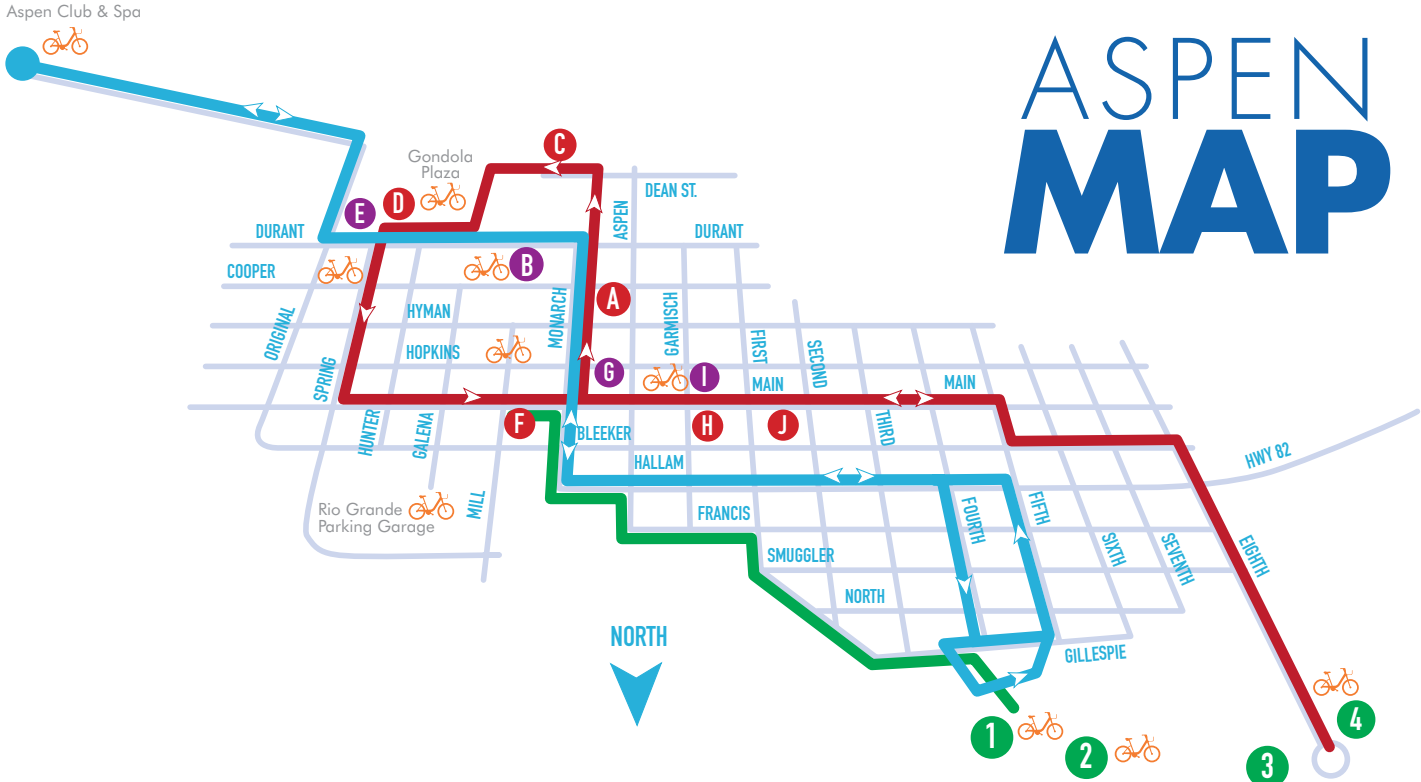 Aspen Club & Spa
ASPEN
MAP
C
Gondola
Plaza
E
D
DEAN ST.
ASPEN
DURANT
DURANT
COOPER
B
A
ORIGINAL
HYMAN
MONARCH
GARMISCH
HOPKINS
FIRST
SECOND
SPRING
G
I
MAIN
MAIN
F
H
J
HUNTER
GALENA
BLEEKER
THIRD
HALLAM
HWY 82
MILL
Rio Grande
Parking Garage
FRANCIS
FOURTH
FIFTH
SMUGGLER
SIXTH
SEVENTH
EIGHTH
NORTH
NORTH
GILLESPIE
1
2
3
4